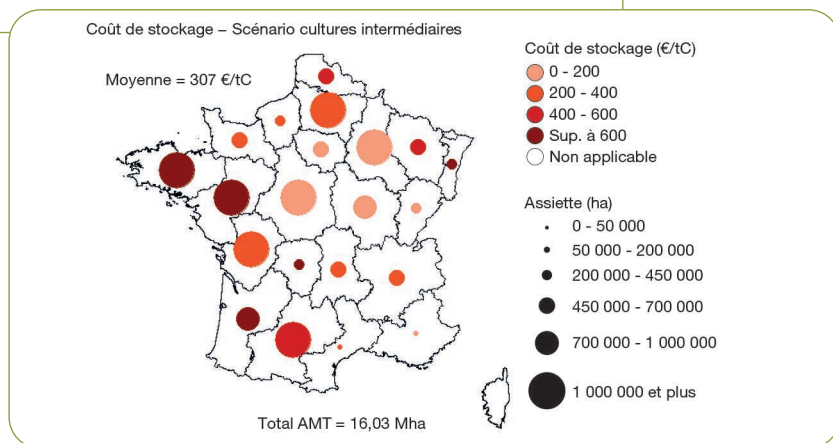 Coût de stockage – Scénario cultures intermédiaires
Moyenne = 307 €/tC
Coût de stockage (€/tC)
0 - 200
200 - 400
400 - 600
Sup. à 600
Non applicable
Assiette (ha)
0 - 50 000
50 000 - 200 000
200 000 - 450 000
450 000 - 700 000
700 000 - 1 000 000
1 000 000 et plus
Total AMT = 16,03 Mha